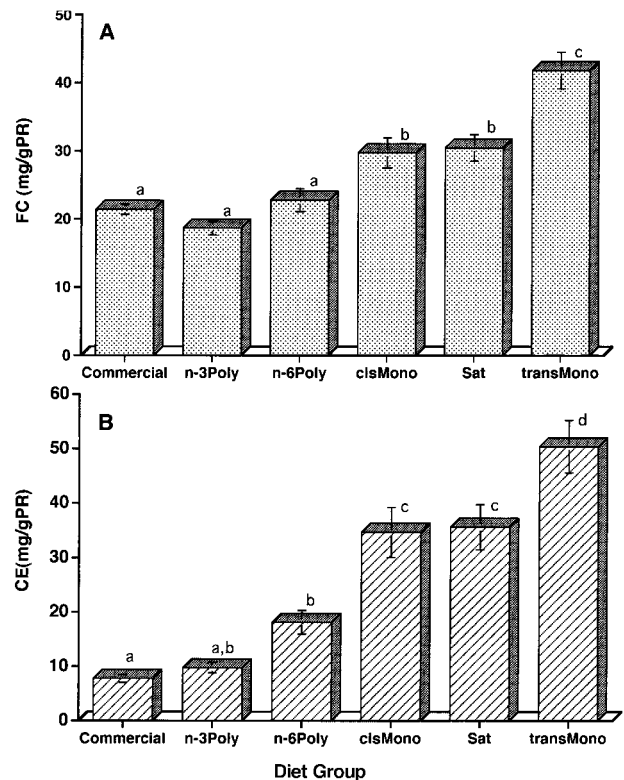 A
FC (mg/gPR)
50
40
30
20
10
0
a
a
a
b
b
c
Commercial n-3Poly n-6Poly cisMono Sat transMono
B
CE(mg/gPR)
60
50
40
30
20
10
0
a
a,b
b
c
c
d
Commercial n-3Poly n-6Poly cisMono Sat transMono
Diet Group